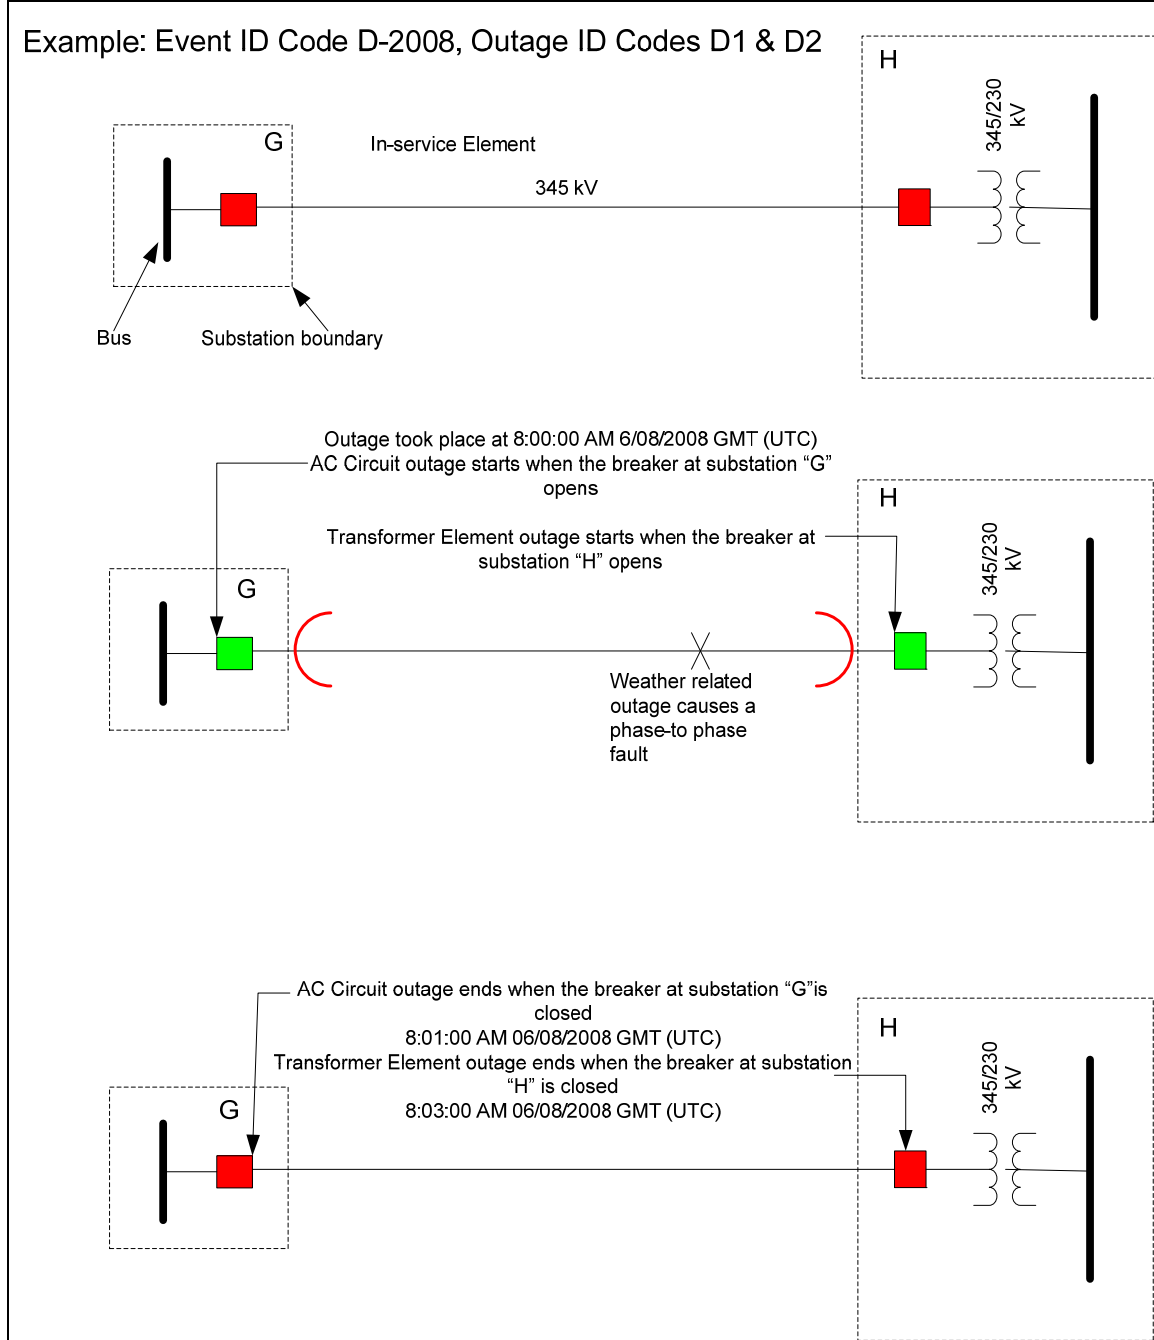 Example: Event ID Code D-2008, Outage ID Codes D1 & D2
H
345/230
kV
G
In-service Element
345 kV
Bus
Substation boundary
Outage took place at 8:00:00 AM 6/08/2008 GMT (UTC)
AC Circuit outage starts when the breaker at substation “G”
opens
H
Transformer Element outage starts when the breaker at
substation “H” opens
345/230
kV
G
Weather related
outage causes a
phase-to phase
fault
AC Circuit outage ends when the breaker at substation “G”is
closed
8:01:00 AM 06/08/2008 GMT (UTC)
Transformer Element outage ends when the breaker at substation
“H” is closed
8:03:00 AM 06/08/2008 GMT (UTC)
H
345/230
kV
G